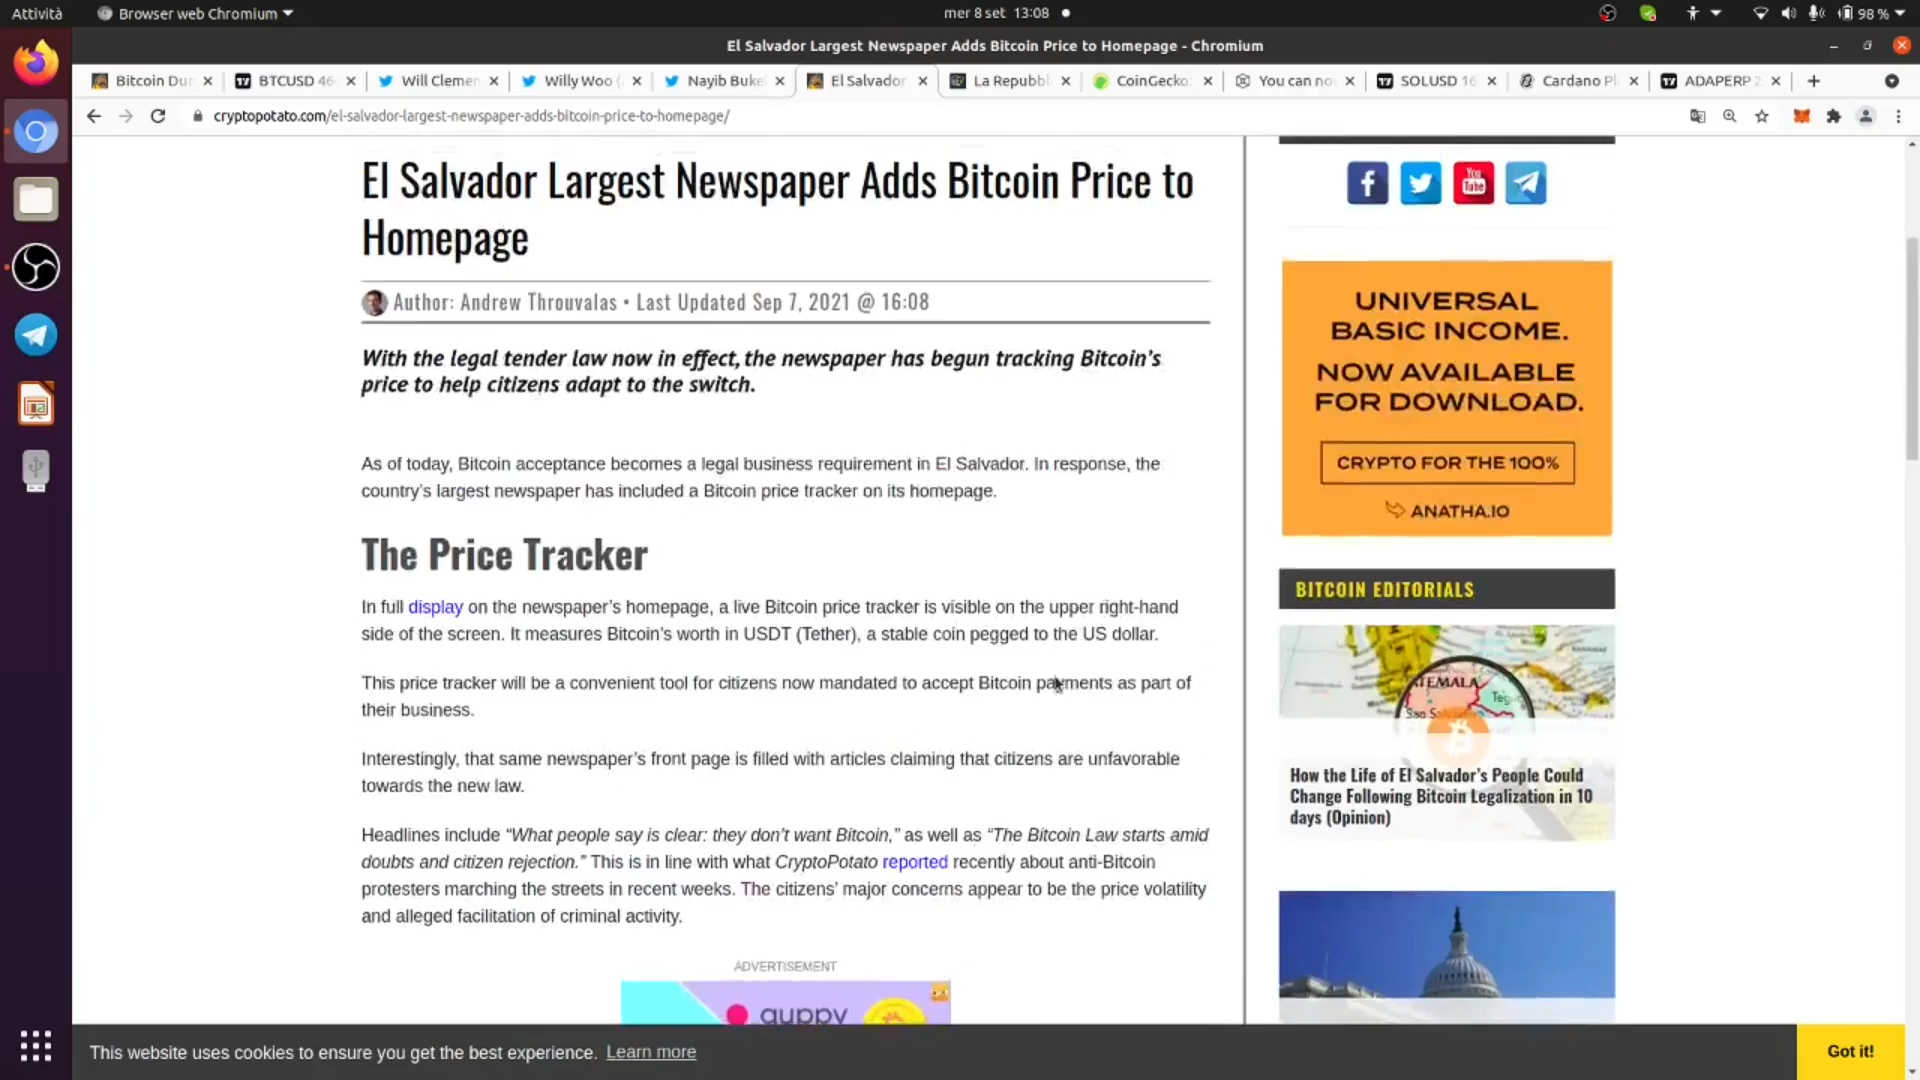 Attività
Browser web Chromium
mer 8 set 13:08
98 %
El Salvador Largest Newspaper Adds Bitcoin Price to Homepage - Chromium
Bitcoin Du
BTCUSD 46
Will Clemen
Willy Woo (
Nayib Buke
El Salvador
La Repubbl
CoinGecko:
You can no
SOLUSD 16
Cardano Pl
ADAPERP 2
cryptopotato.com/el-salvador-largest-newspaper-adds-bitcoin-price-to-homepage/
El Salvador Largest Newspaper Adds Bitcoin Price to
Homepage
Author: Andrew Throuvalas • Last Updated Sep 7, 2021 @ 16:08
With the legal tender law now in effect, the newspaper has begun tracking Bitcoin's
price to help citizens adapt to the switch.
As of today, Bitcoin acceptance becomes a legal business requirement in El Salvador. In response, the
country's largest newspaper has included a Bitcoin price tracker on its homepage.
The Price Tracker
In full display on the newspaper's homepage, a live Bitcoin price tracker is visible on the upper right-hand
side of the screen. It measures Bitcoin's worth in USDT (Tether), a stable coin pegged to the US dollar.
This price tracker will be a convenient tool for citizens now mandated to accept Bitcoin payments as part of
their business.
Interestingly, that same newspaper's front page is filled with articles claiming that citizens are unfavorable
towards the new law.
Headlines include “What people say is clear: they don't want Bitcoin,” as well as “The Bitcoin Law starts amid
doubts and citizen rejection.” This is in line with what CryptoPotato reported recently about anti-Bitcoin
protesters marching the streets in recent weeks. The citizens' major concerns appear to be the price volatility
and alleged facilitation of criminal activity.
ADVERTISEMENT
guppy
You
Tube
UNIVERSAL
BASIC INCOME.
NOW AVAILABLE
FOR DOWNLOAD.
CRYPTO FOR THE 100%
ANATHA.IO
BITCOIN EDITORIALS
TEMALA
Teg
San Salvador
How the Life of El Salvador's People Could
Change Following Bitcoin Legalization in 10
days (Opinion)
This website uses cookies to ensure you get the best experience. Learn more
Got it!